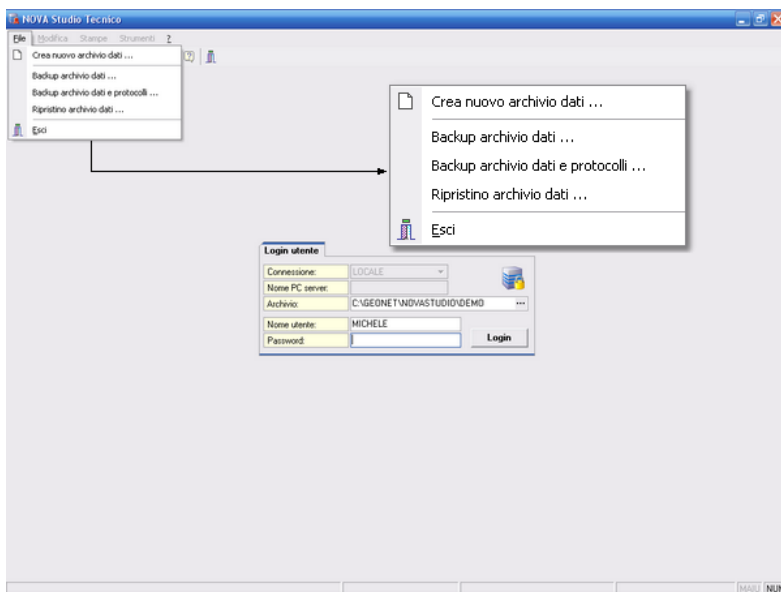 NOVA Studio Tecnico
File Modifica Stampe Strumenti ?
Crea nuovo archivio dati ...
Backup archivio dati ...
Backup archivio dati e protocolli ...
Ripristino archivio dati ...
Esci
Crea nuovo archivio dati ...
Backup archivio dati ...
Backup archivio dati e protocolli ...
Ripristino archivio dati ...
Esci
Login utente
Connessione: LOCALE
Nome PC server:
Archivio: C:\GEONET\NOVASTUDIO\DEMO ...
Nome utente: MICHELE
Password:
Login
MAIU NUM